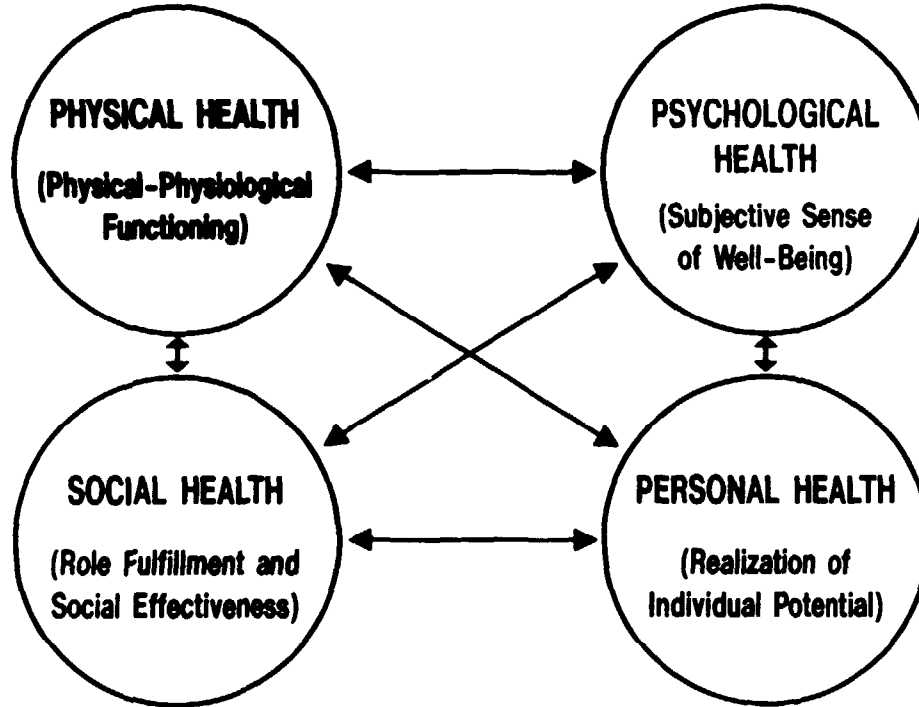 PHYSICAL HEALTH
(Physical-Physiological
Functioning)
PSYCHOLOGICAL
HEALTH
(Subjective Sense
of Well-Being)
SOCIAL HEALTH
(Role Fulfillment and
Social Effectiveness)
PERSONAL HEALTH
(Realization of
Individual Potential)